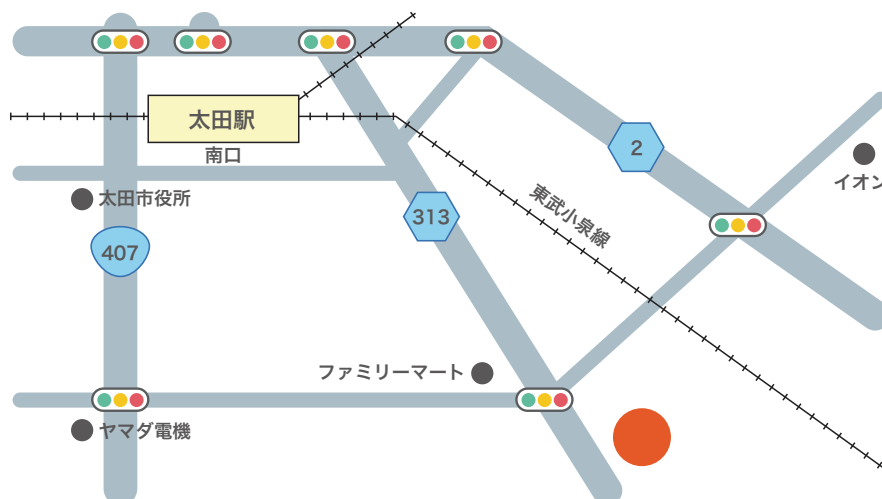 太田駅
南口
2
イオン
太田市役所
東武小泉線
313
407
ファミリーマート
ヤマダ電機